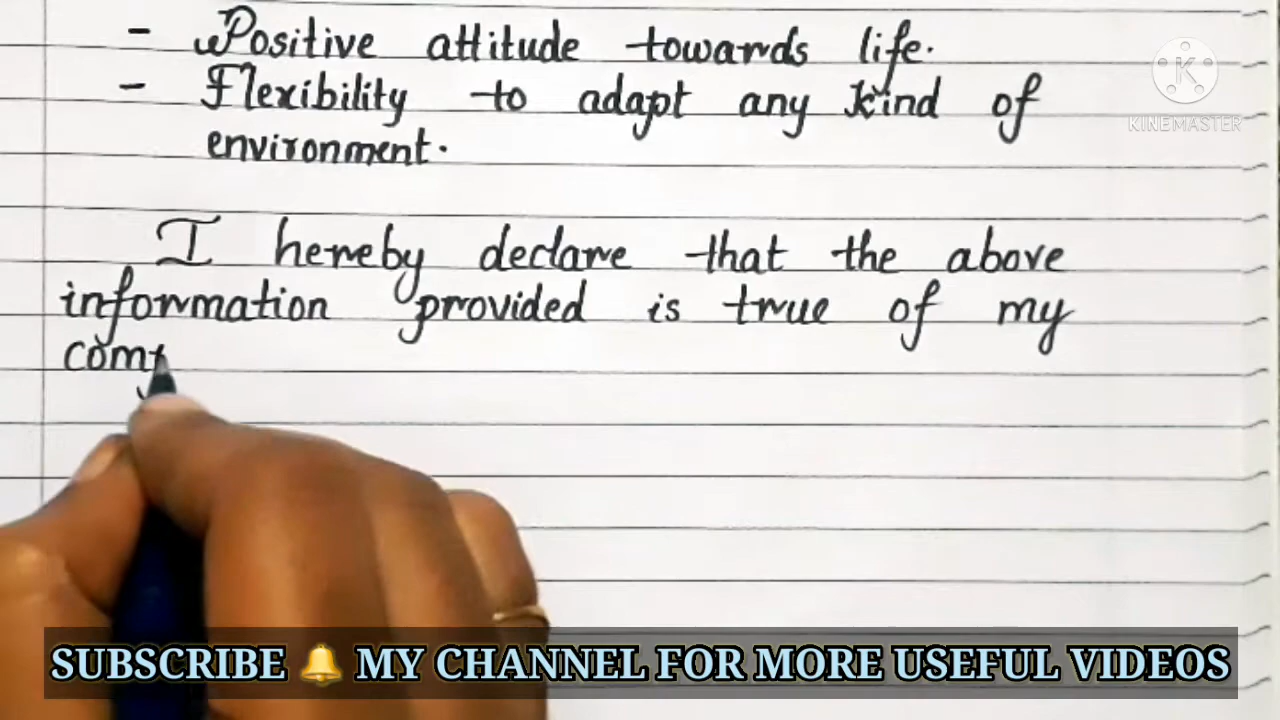 - Positive attitude towards life.
- Flexibility to adapt any kind of
environment.
I hereby declare that the above
information provided is true of my
KINEMASTER
SUBSCRIBE 🔔 MY CHANNEL FOR MORE USEFUL VIDEOS